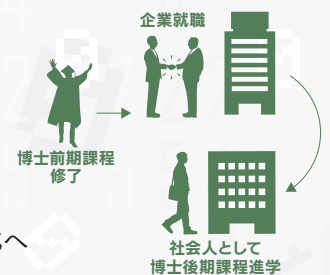 企業就職
博士前期課程
修了
へ
社会人として
博士後期課程進学